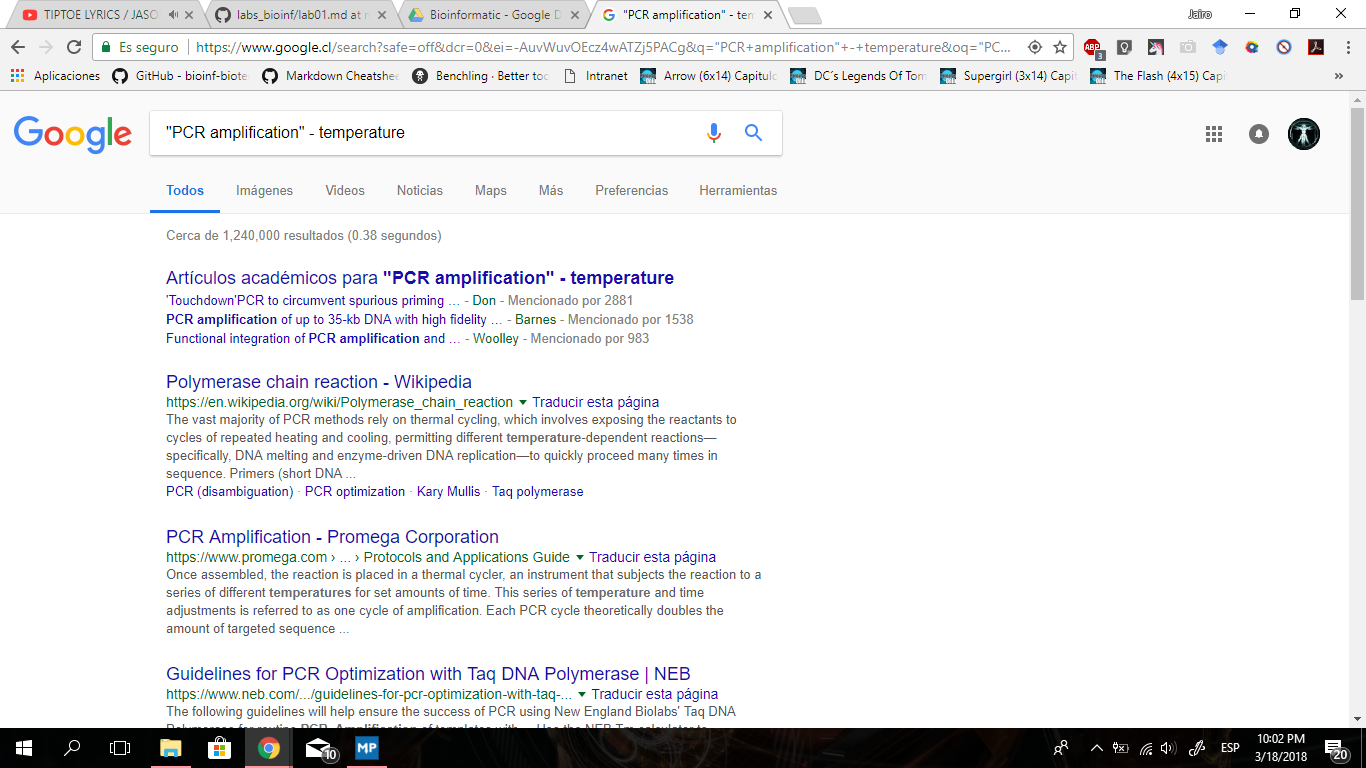 TIPTOE LYRICS / JASO
labs_bioinf/lab01.md at
Bioinformatic - Google D
"PCR amplification" - tem
Jairo
Es seguro
https://www.google.cl/search?safe=off&dcr=0&ei=-AuvWuvOEcz4wATZj5PACg&q="PCR+amplification"+-+temperature&oq="PC...
ABP
3
Aplicaciones
GitHub - bioinf-biote
Markdown Cheatshee
Benchling · Better to
Intranet
Arrow (6x14) Capitulo
DC´s Legends Of Tom
Supergirl (3x14) Capi
The Flash (4x15) Capi
»
Google
"PCR amplification" - temperature
Todos
Imágenes
Videos
Noticias
Maps
Más
Preferencias
Herramientas
Cerca de 1,240,000 resultados (0.38 segundos)
Artículos académicos para "PCR amplification" - temperature
'Touchdown'PCR to circumvent spurious priming ... - Don - Mencionado por 2881
PCR amplification of up to 35-kb DNA with high fidelity ... - Barnes - Mencionado por 1538
Functional integration of PCR amplification and ... - Woolley - Mencionado por 983
Polymerase chain reaction - Wikipedia
https://en.wikipedia.org/wiki/Polymerase_chain_reaction Traducir esta página
The vast majority of PCR methods rely on thermal cycling, which involves exposing the reactants to
cycles of repeated heating and cooling, permitting different temperature-dependent reactions—
specifically, DNA melting and enzyme-driven DNA replication—to quickly proceed many times in
sequence. Primers (short DNA ...
PCR (disambiguation) · PCR optimization · Kary Mullis · Taq polymerase
PCR Amplification - Promega Corporation
https://www.promega.com › ... › Protocols and Applications Guide Traducir esta página
Once assembled, the reaction is placed in a thermal cycler, an instrument that subjects the reaction to a
series of different temperatures for set amounts of time. This series of temperature and time
adjustments is referred to as one cycle of amplification. Each PCR cycle theoretically doubles the
amount of targeted sequence ...
Guidelines for PCR Optimization with Taq DNA Polymerase | NEB
https://www.neb.com/.../guidelines-for-pcr-optimization-with-taq-... Traducir esta página
The following guidelines will help ensure the success of PCR using New England Biolabs' Taq DNA
10
MP
ESP
10:02 PM
3/18/2018
20